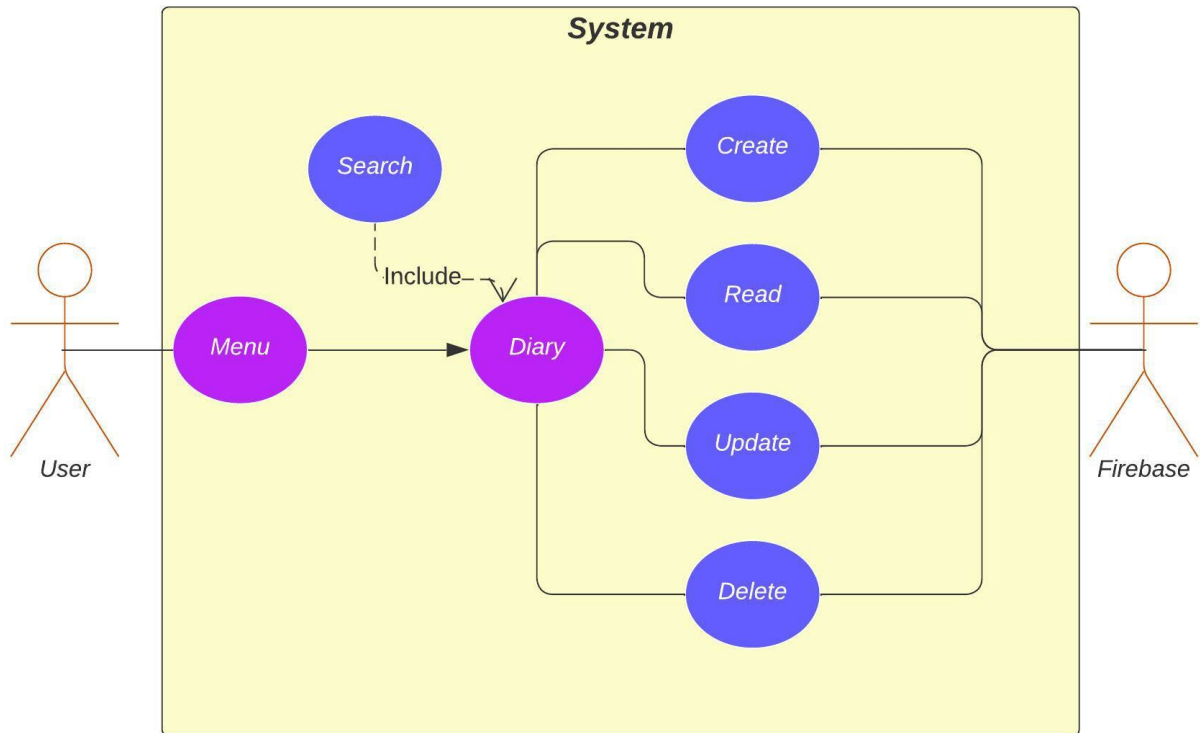 System
Search
Create
Include
Read
Menu
Diary
Update
User
Firebase
Delete